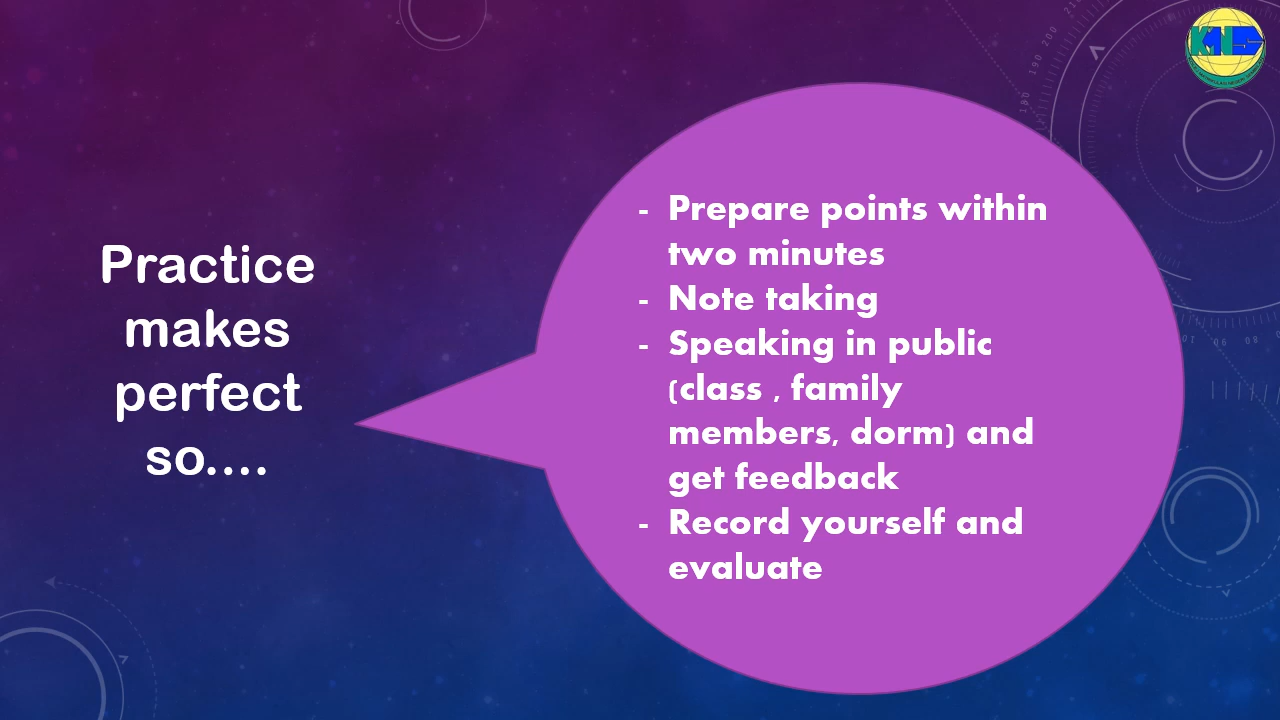 Practice
makes
perfect
so....
- Prepare points within
two minutes
- Note taking
- Speaking in public
(class , family
members, dorm) and
get feedback
- Record yourself and
evaluate